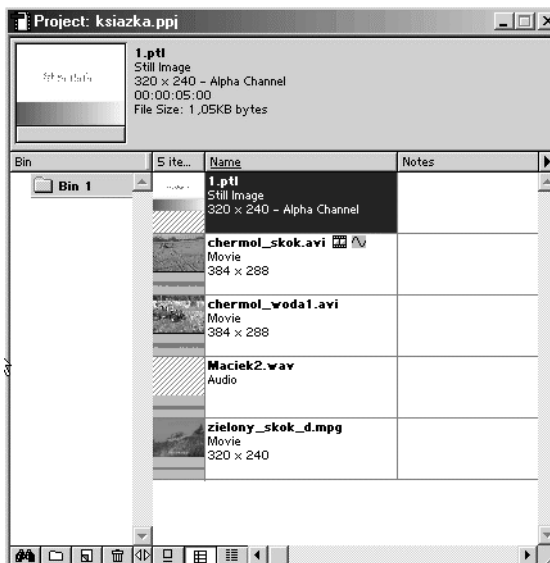 Project: ksiazka.ppj
1.ptl
Still Image
320 x 240 - Alpha Channel
00:00:05:00
File Size: 1,05KB bytes
Bin
5 ite...
Name
Notes
Bin 1
1.ptl
Still Image
320 x 240 - Alpha Channel
chermol_skok.avi
Movie
384 x 288
chermol_woda1.avi
Movie
384 x 288
Maciek2.wav
Audio
zielony_skok_d.mpg
Movie
320 x 240